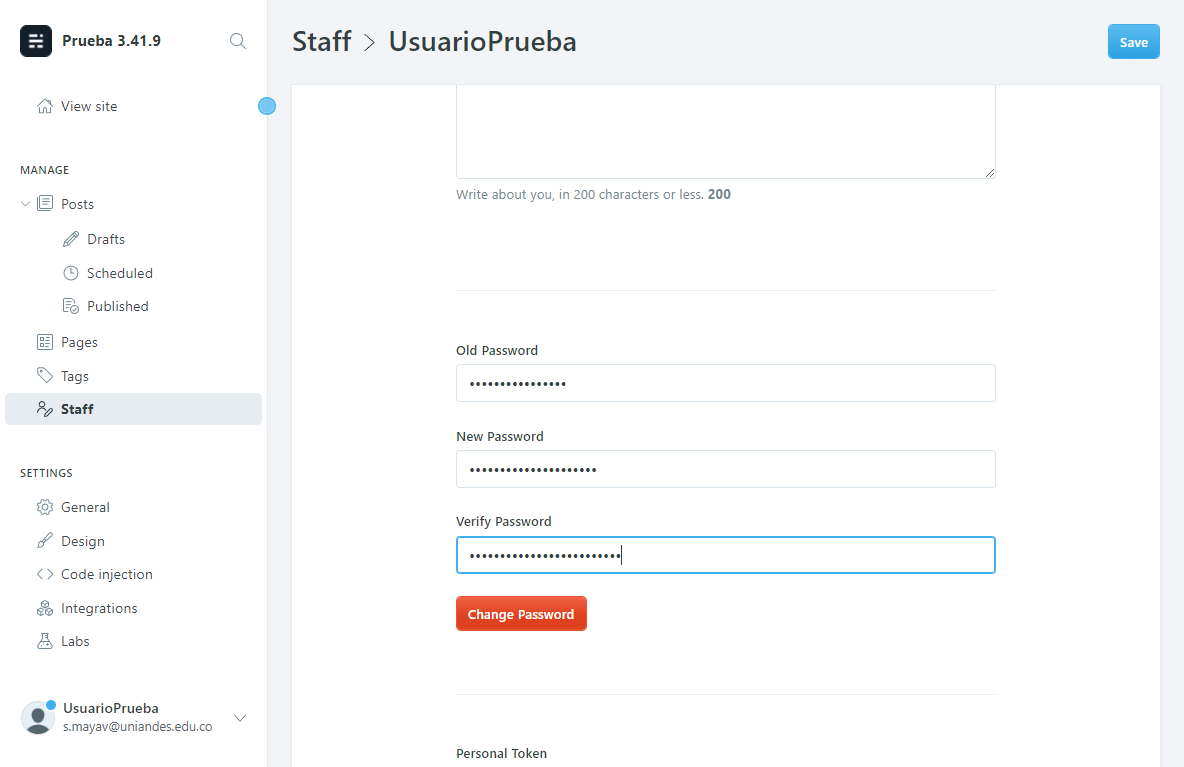 Prueba 3.41.9
View site
MANAGE
Posts
Drafts
Scheduled
Published
Pages
Tags
Staff
SETTINGS
General
Design
Code injection
Integrations
Labs
UsuarioPrueba
s.mayav@uniandes.edu.co
Staff > UsuarioPrueba
Save
Write about you, in 200 characters or less. 200
Old Password
••••••••••••••••
New Password
•••••••••••••••••••••
Verify Password
•••••••••••••••••••••••••
Change Password
Personal Token